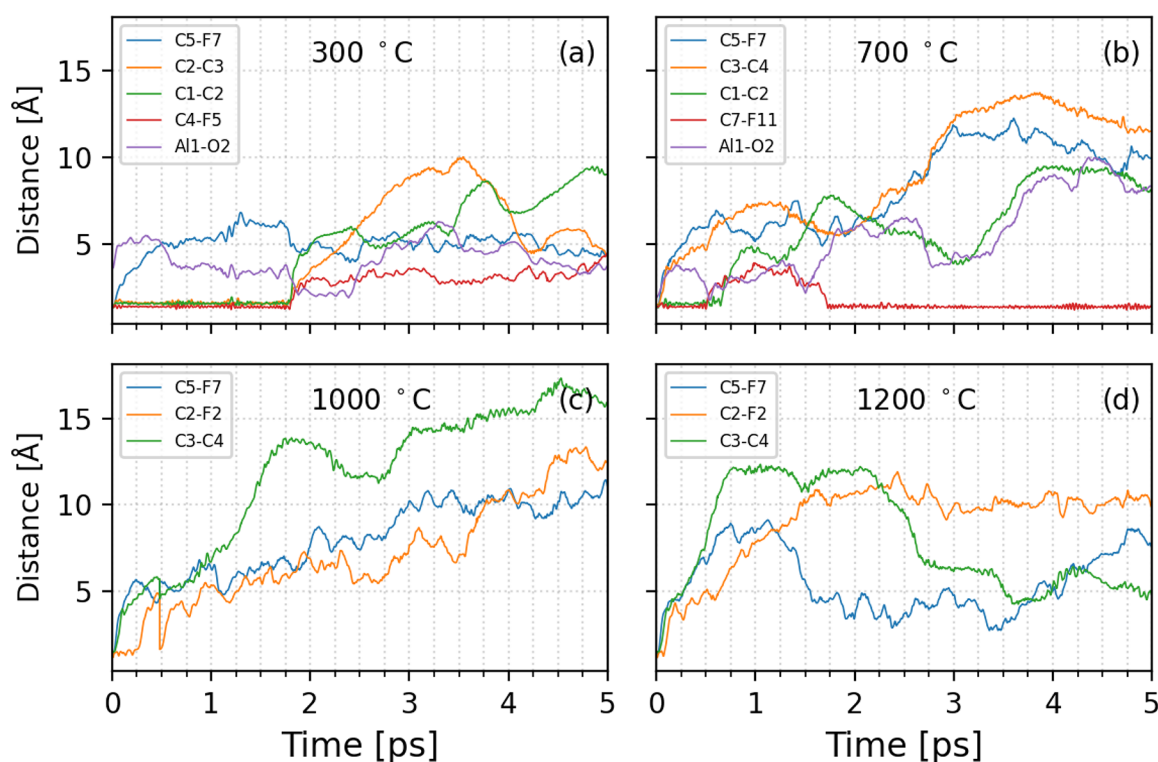 300 °C
(a)
C5-F7
C2-C3
C1-C2
C4-F5
Al1-O2
Distance [Å]
15
10
5
700 °C
(b)
C5-F7
C3-C4
C1-C2
C7-F11
Al1-O2
1000 °C
(c)
C5-F7
C2-F2
C3-C4
Distance [Å]
15
10
5
0 1 2 3 4 5
Time [ps]
1200 °C
(d)
C5-F7
C2-F2
C3-C4
0 1 2 3 4 5
Time [ps]